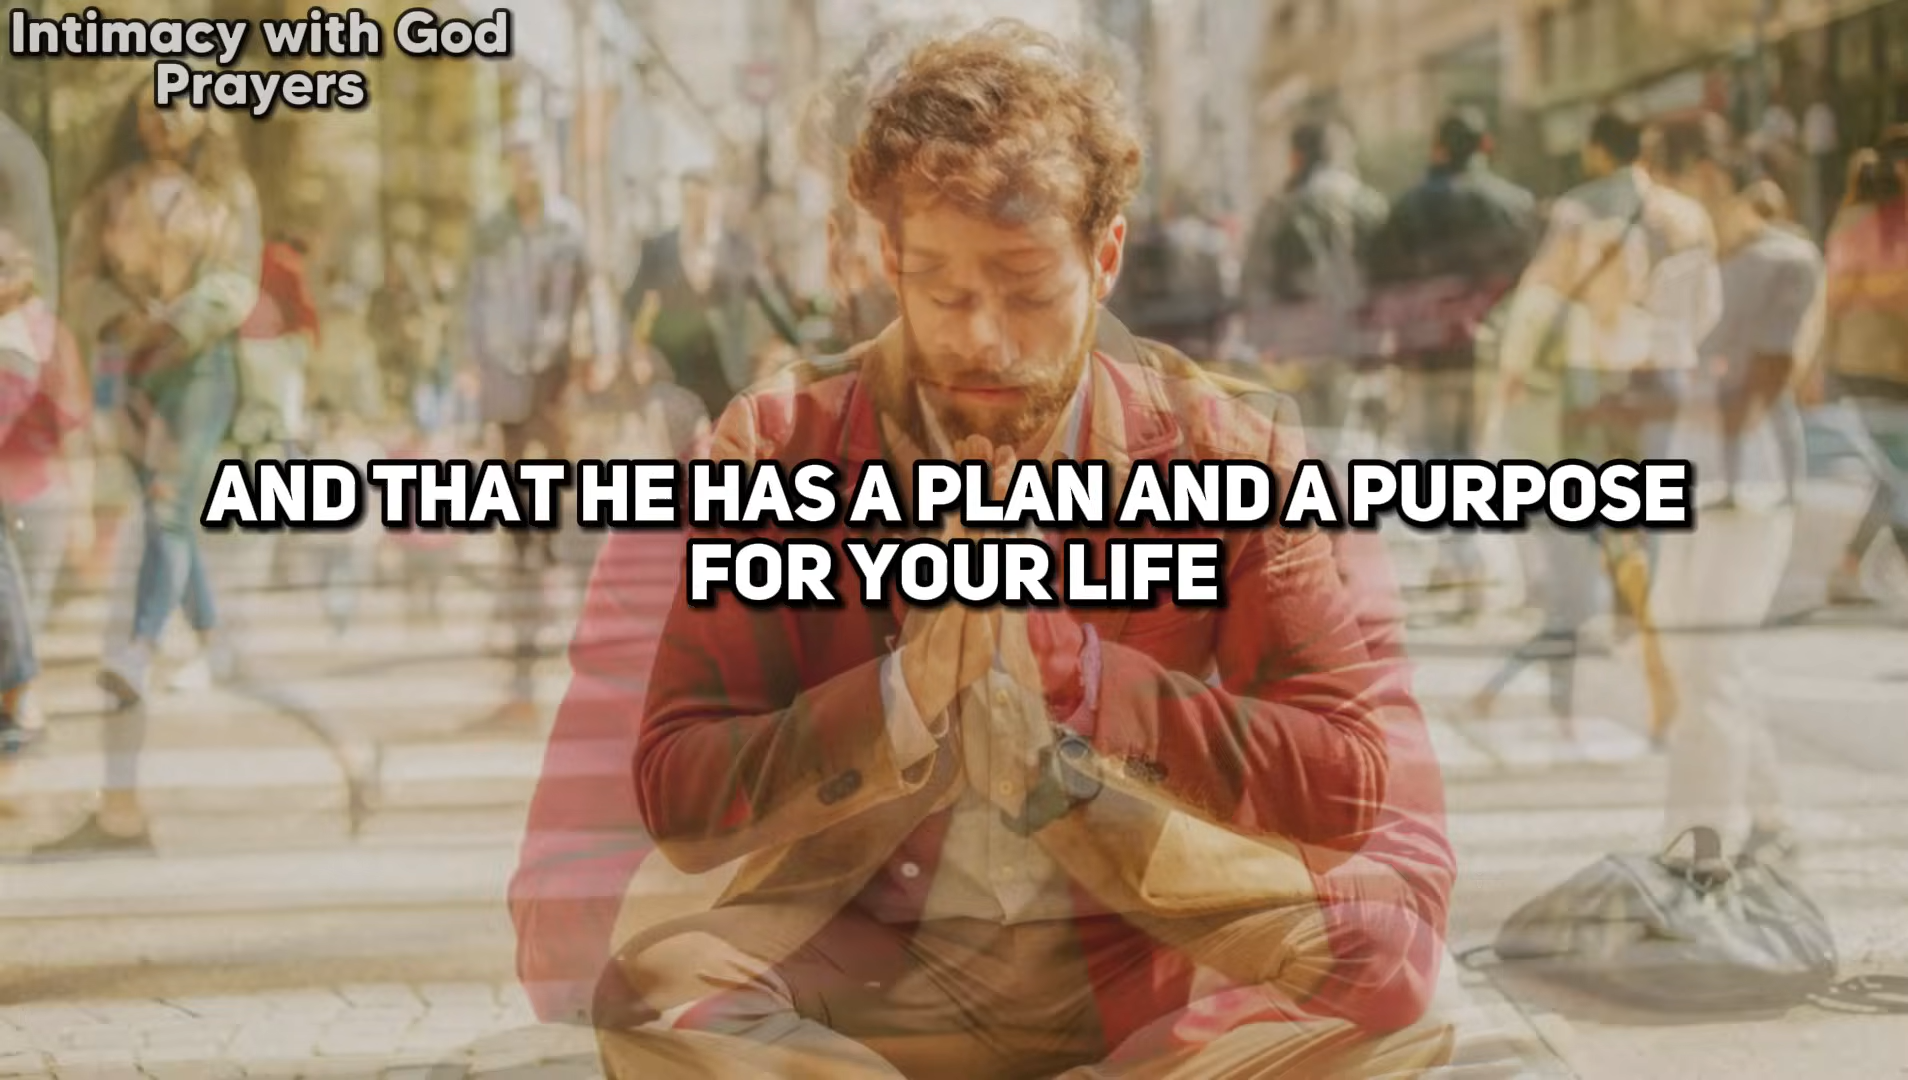 Intimacy with God
Prayers
AND THAT HE HAS A PLAN AND A PURPOSE
FOR YOUR LIFE